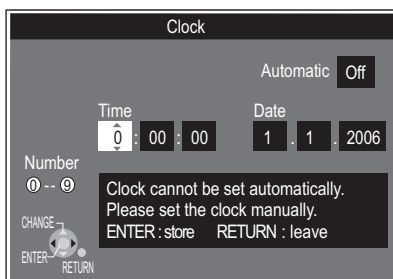 Clock
Automatic Off
Time Date
0 : 00 : 00 1 . 1 . 2006
Number
0 -- 9
Clock cannot be set automatically.
Please set the clock manually.
CHANGE
ENTER : store RETURN : leave
ENTER
RETURN